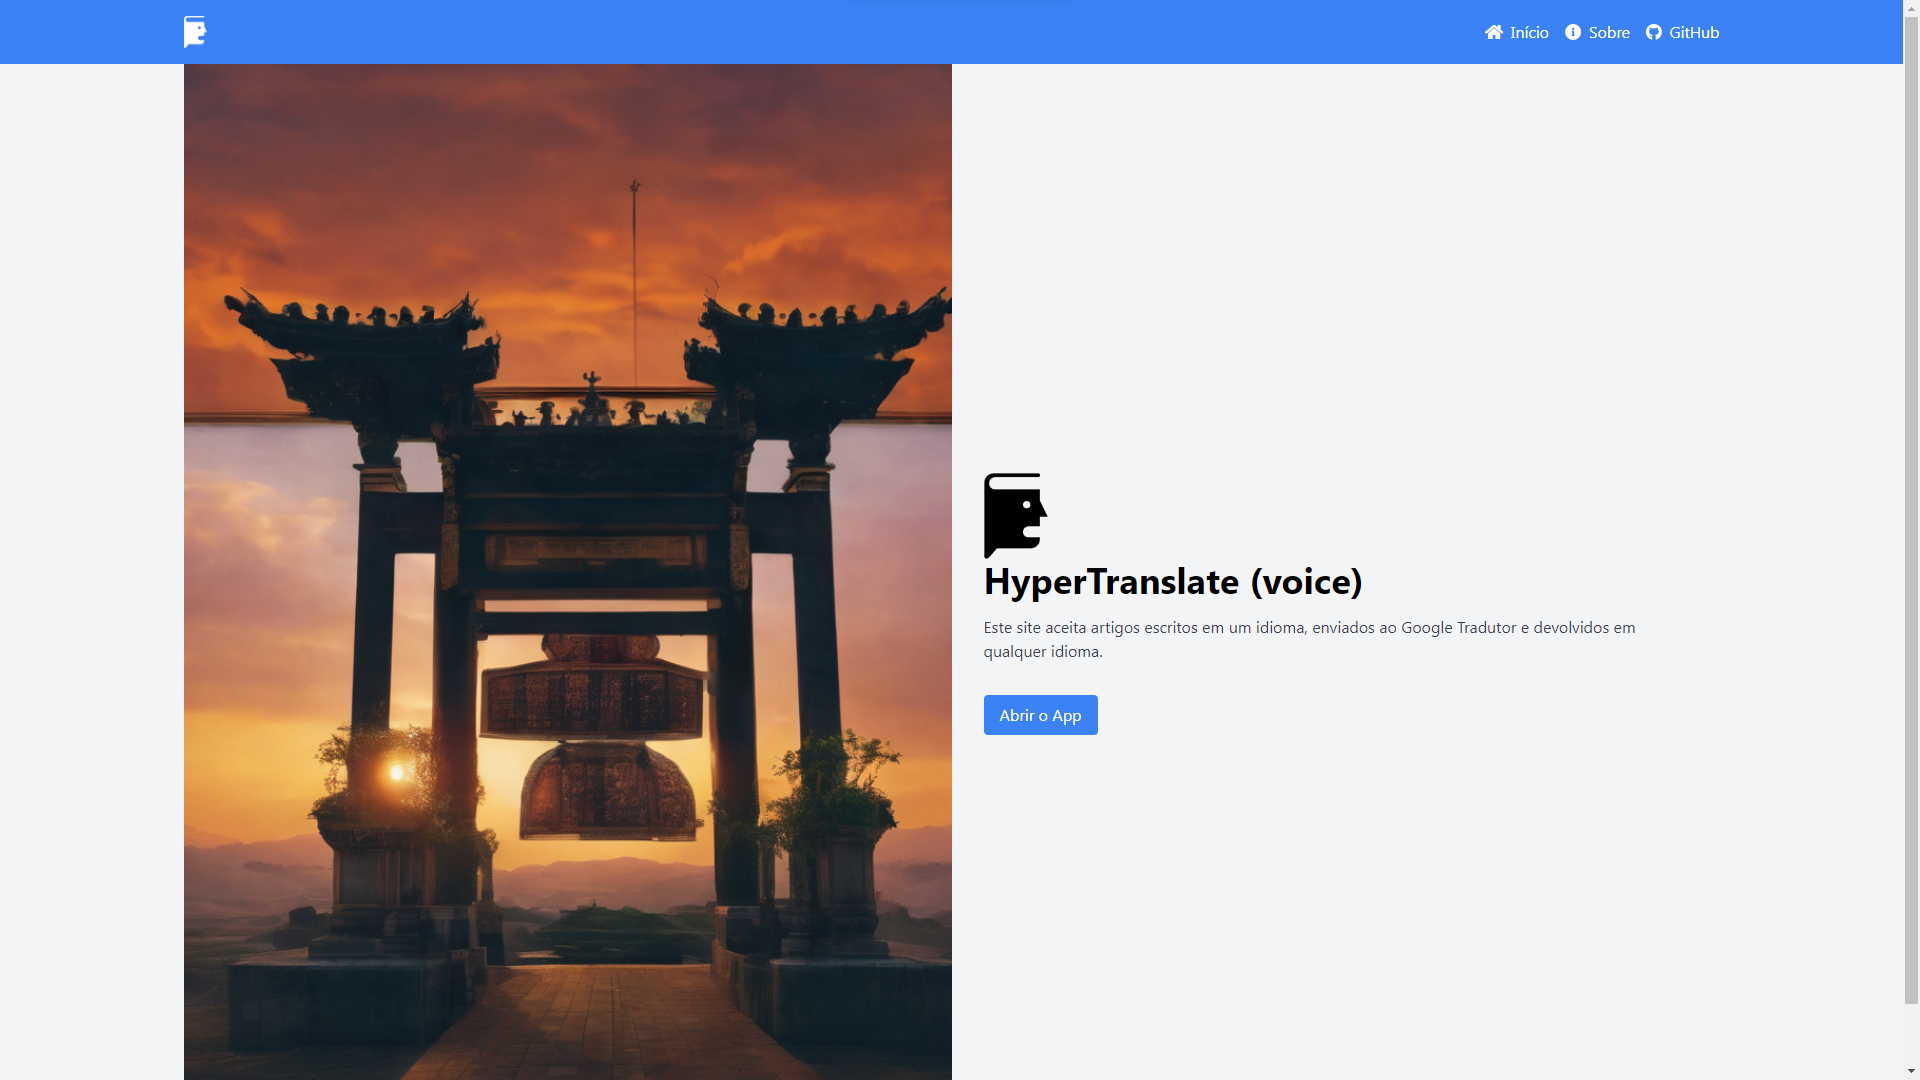 Início
Sobre
GitHub
HyperTranslate (voice)
Este site aceita artigos escritos em um idioma, enviados ao Google Tradutor e devolvidos em
qualquer idioma.
Abrir o App